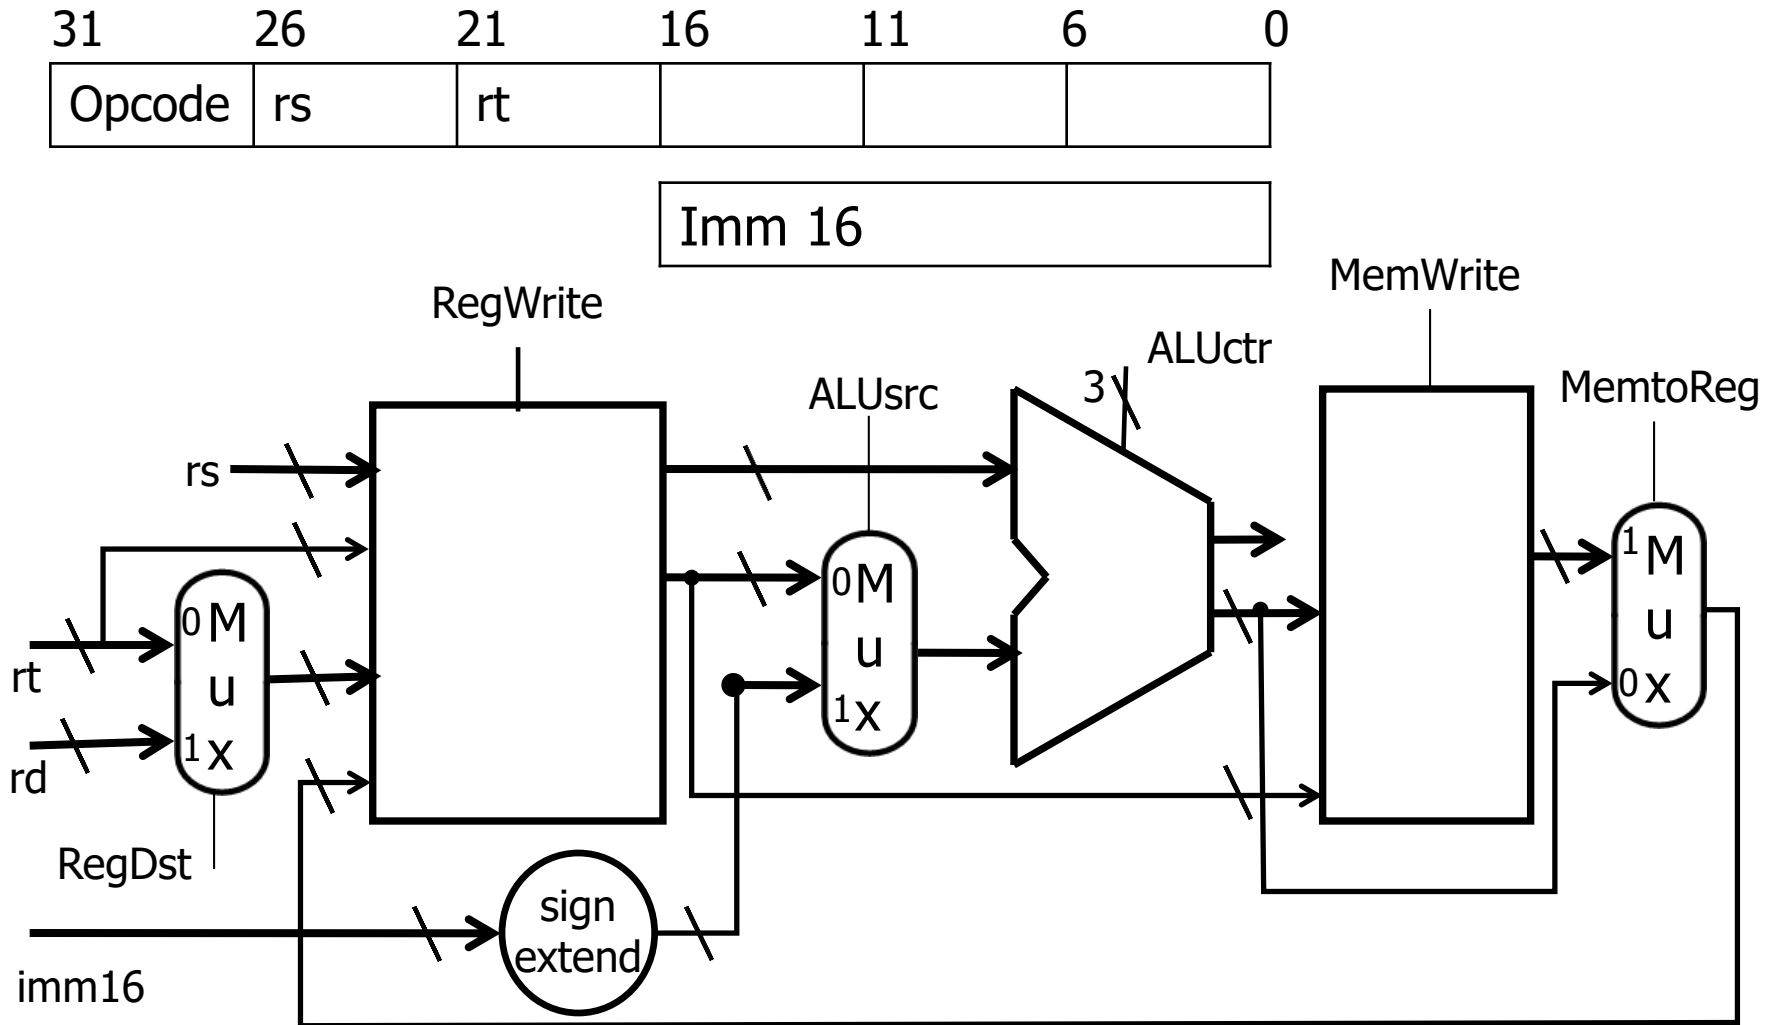 31 26 21 16 11 6 0
Opcode rs rt
Imm 16
MemWrite
RegWrite
ALUctr
3
ALUsrc
MemtoReg
rs
1 M
u
0 x
0 M
u
1 x
0 M
u
1 x
rt
rd
RegDst
sign
extend
imm16